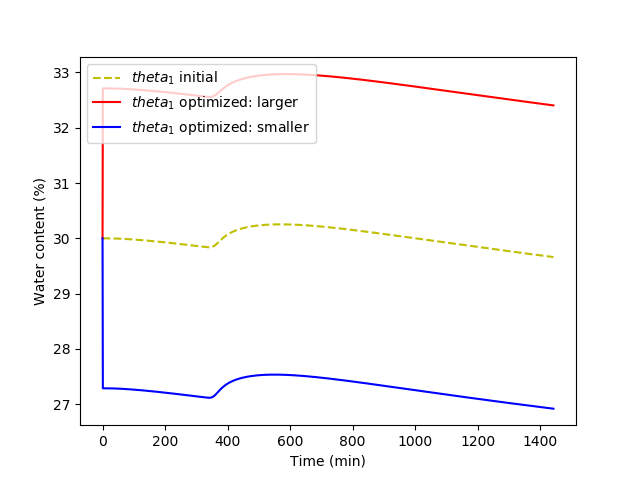 theta₁ initial
theta₁ optimized: larger
theta₁ optimized: smaller
33
32
31
30
29
28
27
Water content (%)
0 200 400 600 800 1000 1200 1400
Time (min)